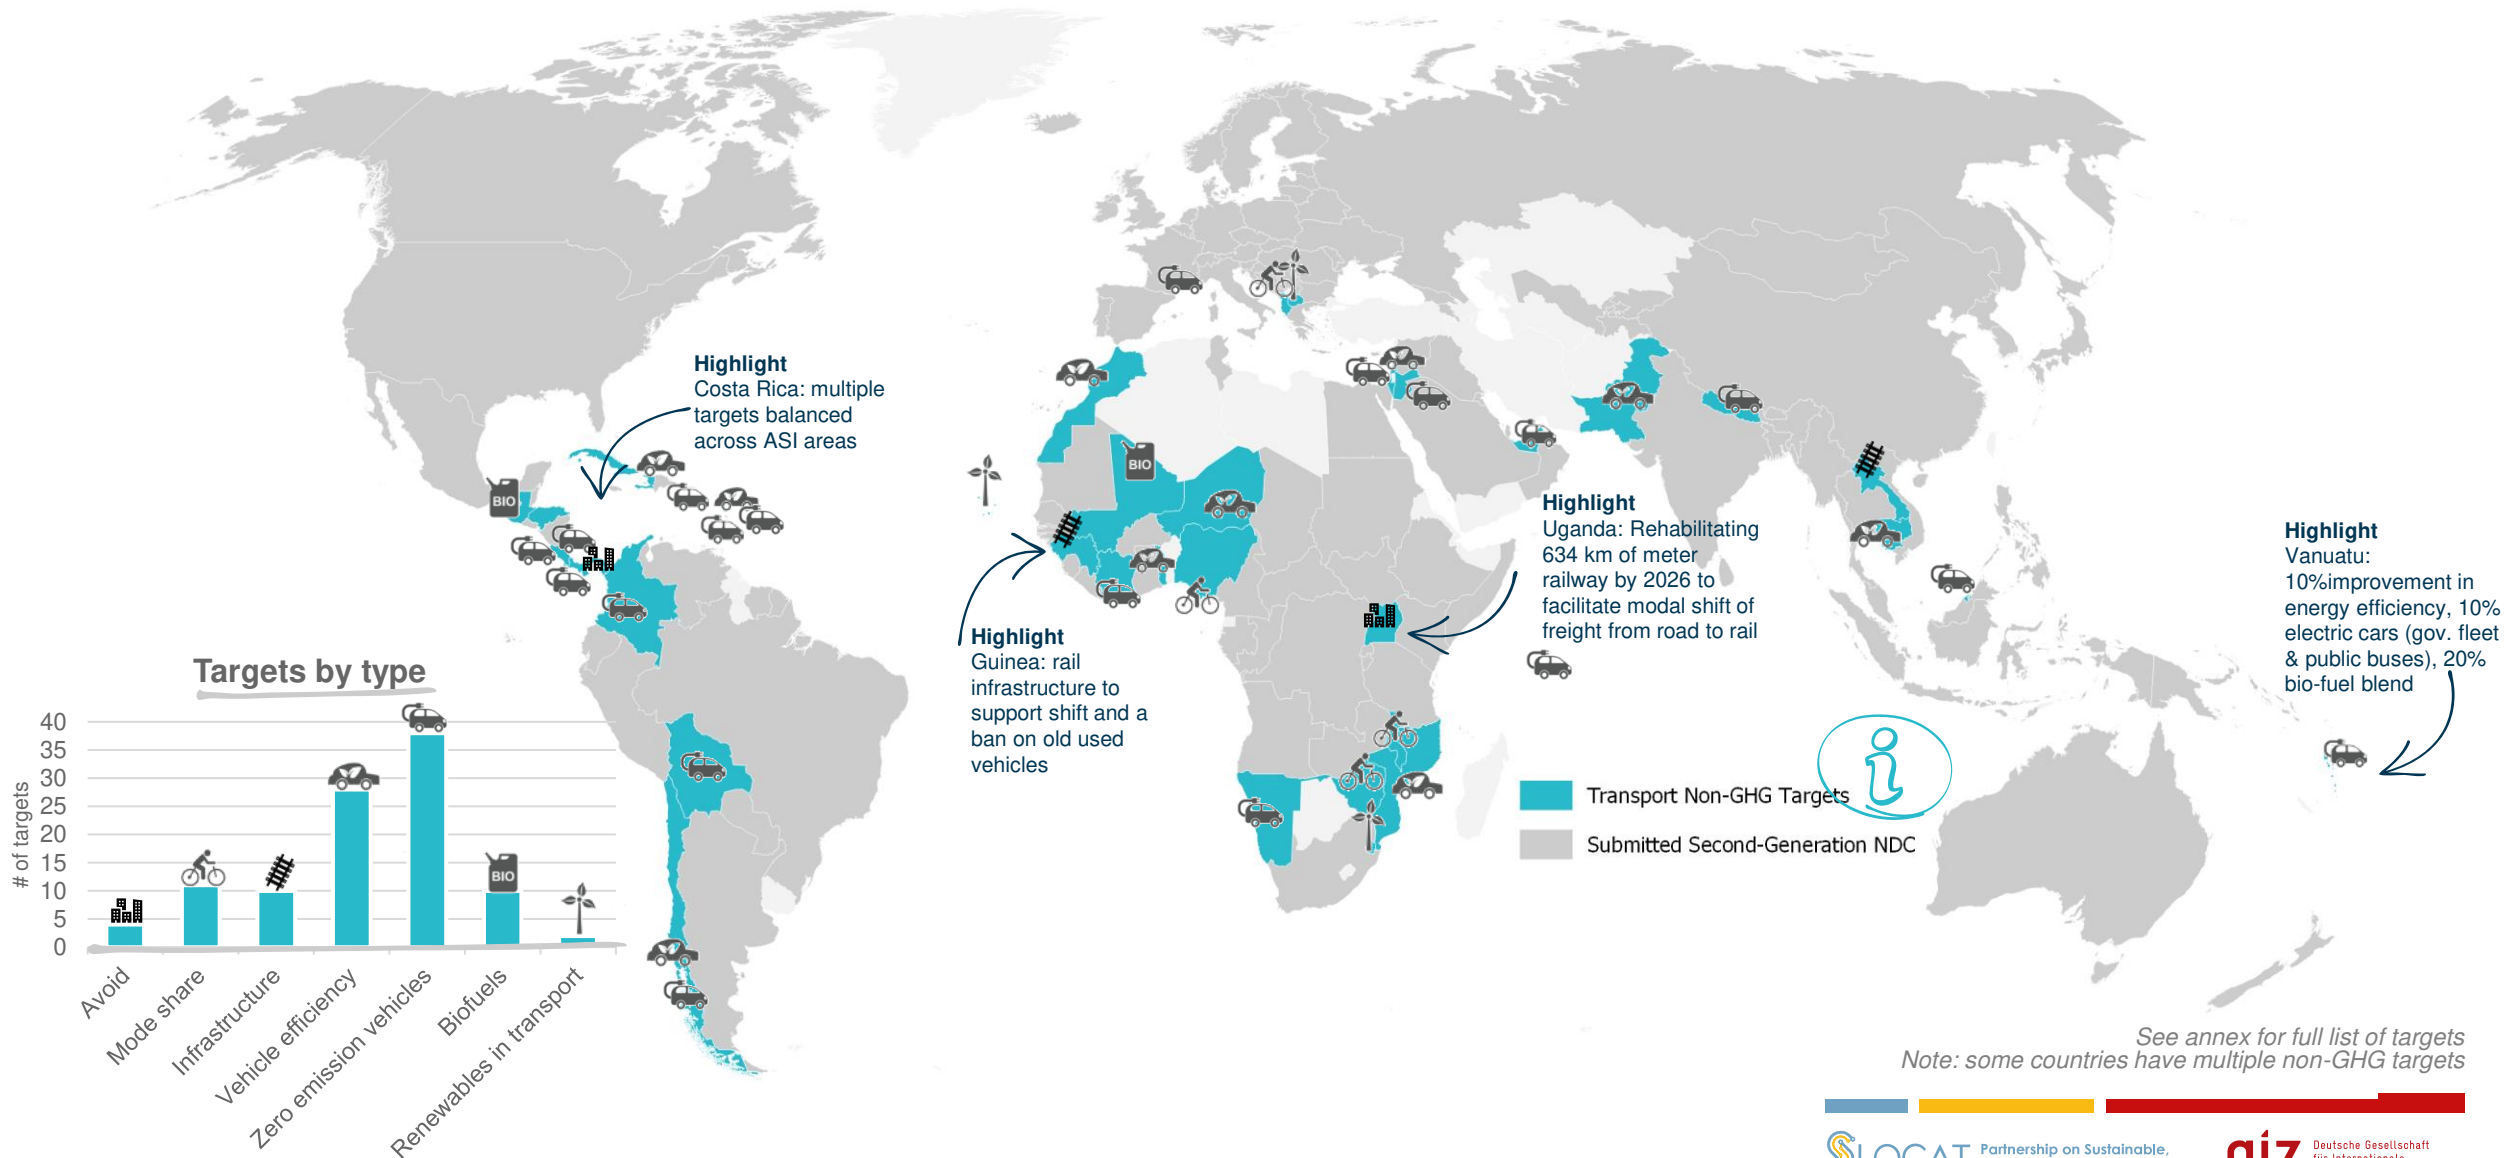 Highlight
Costa Rica: multiple
targets balanced
across ASI areas
BIO
BIO
Highlight
Uganda: Rehabilitating
634 km of meter
railway by 2026 to
facilitate modal shift of
freight from road to rail
Highlight
Vanuatu:
10%improvement in
energy efficiency, 10%
electric cars (gov. fleet
& public buses), 20%
bio-fuel blend
Highlight
Guinea: rail
infrastructure to
support shift and a
ban on old used
vehicles
Targets by type
# of targets
40
35
30
25
20
15
10
5
0
BIO
Avoid
Mode share
Infrastructure
Vehicle efficiency
Zero emission vehicles
Biofuels
Renewables in transport
Transport Non-GHG Targets
Submitted Second-Generation NDC
i
See annex for full list of targets
Note: some countries have multiple non-GHG targets
SLOCAT Partnership on Sustainable,
giz Deutsche Gesellschaft
für Internationale